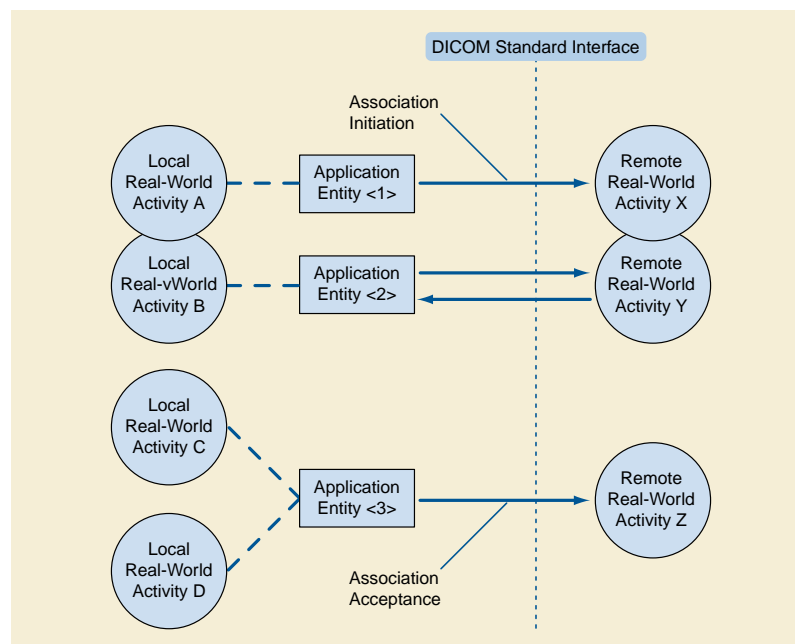 DICOM Standard Interface
Association
Initiation
Local
Real-World
Activity A
Application
Entity <1>
Remote
Real-World
Activity X
Local
Real-vWorld
Activity B
Application
Entity <2>
Remote
Real-World
Activity Y
Local
Real-World
Activity C
Application
Entity <3>
Remote
Real-World
Activity Z
Local
Real-World
Activity D
Association
Acceptance